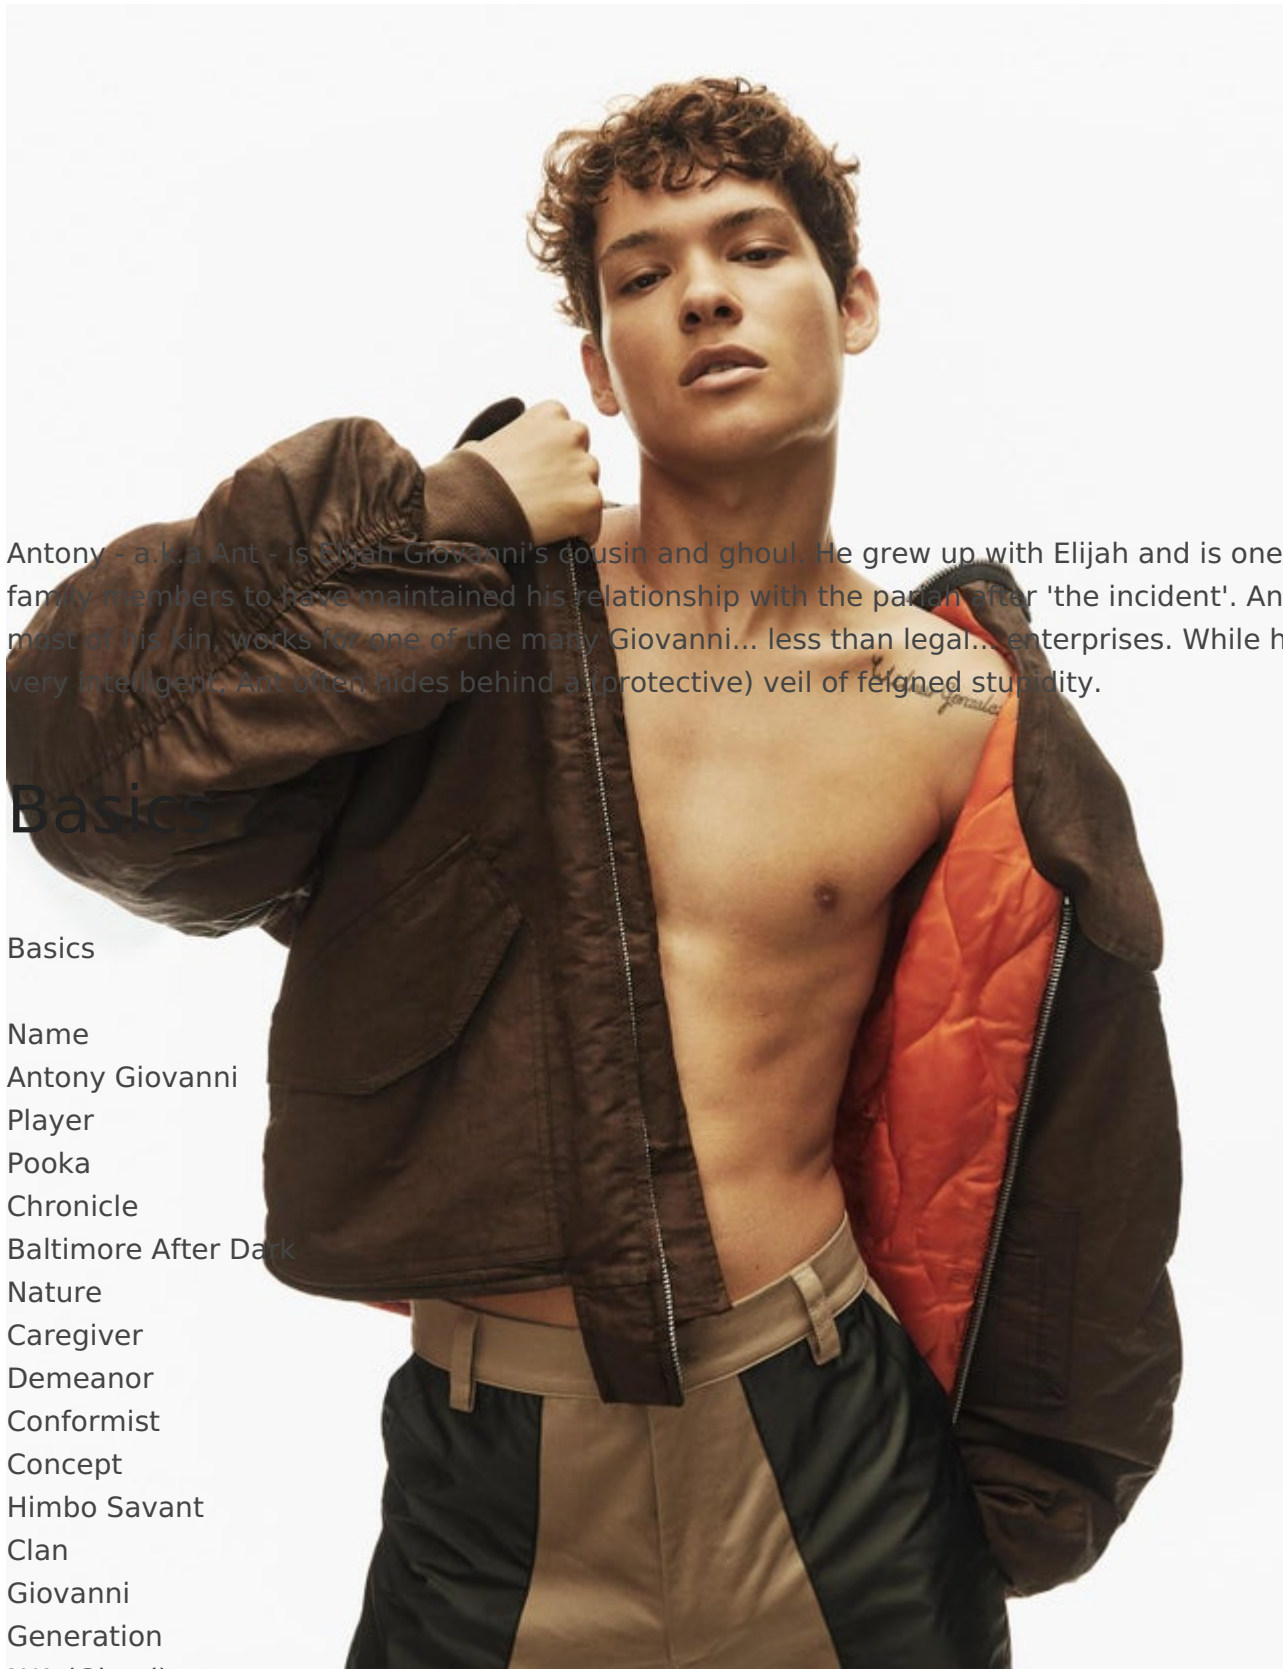 Antony - a.k.a Ant - is Elijah Giovanni's cousin and ghoul. He grew up with Elijah and is one
family members to have maintained his relationship with the pariah after 'the incident'. An
most of his kin, works for one of the many Giovanni... less than legal... enterprises. While h
very intelligent, Ant often hides behind a (protective) veil of feigned stupidity.
Basics
Basics
Name
Antony Giovanni
Player
Pooka
Chronicle
Baltimore After Dark
Nature
Caregiver
Demeanor
Conformist
Concept
Himbo Savant
Clan
Giovanni
Generation